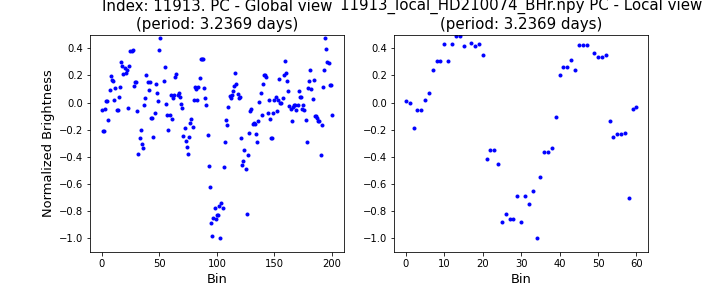 Index: 11913. PC - Global view
(period: 3.2369 days)
11913_local_HD210074_BHr.npy PC - Local view
(period: 3.2369 days)
Normalized Brightness
0.4
0.2
0.0
−0.2
−0.4
−0.6
−0.8
−1.0
0 50 100 150 200
Bin
0.4
0.2
0.0
−0.2
−0.4
−0.6
−0.8
−1.0
0 10 20 30 40 50 60
Bin